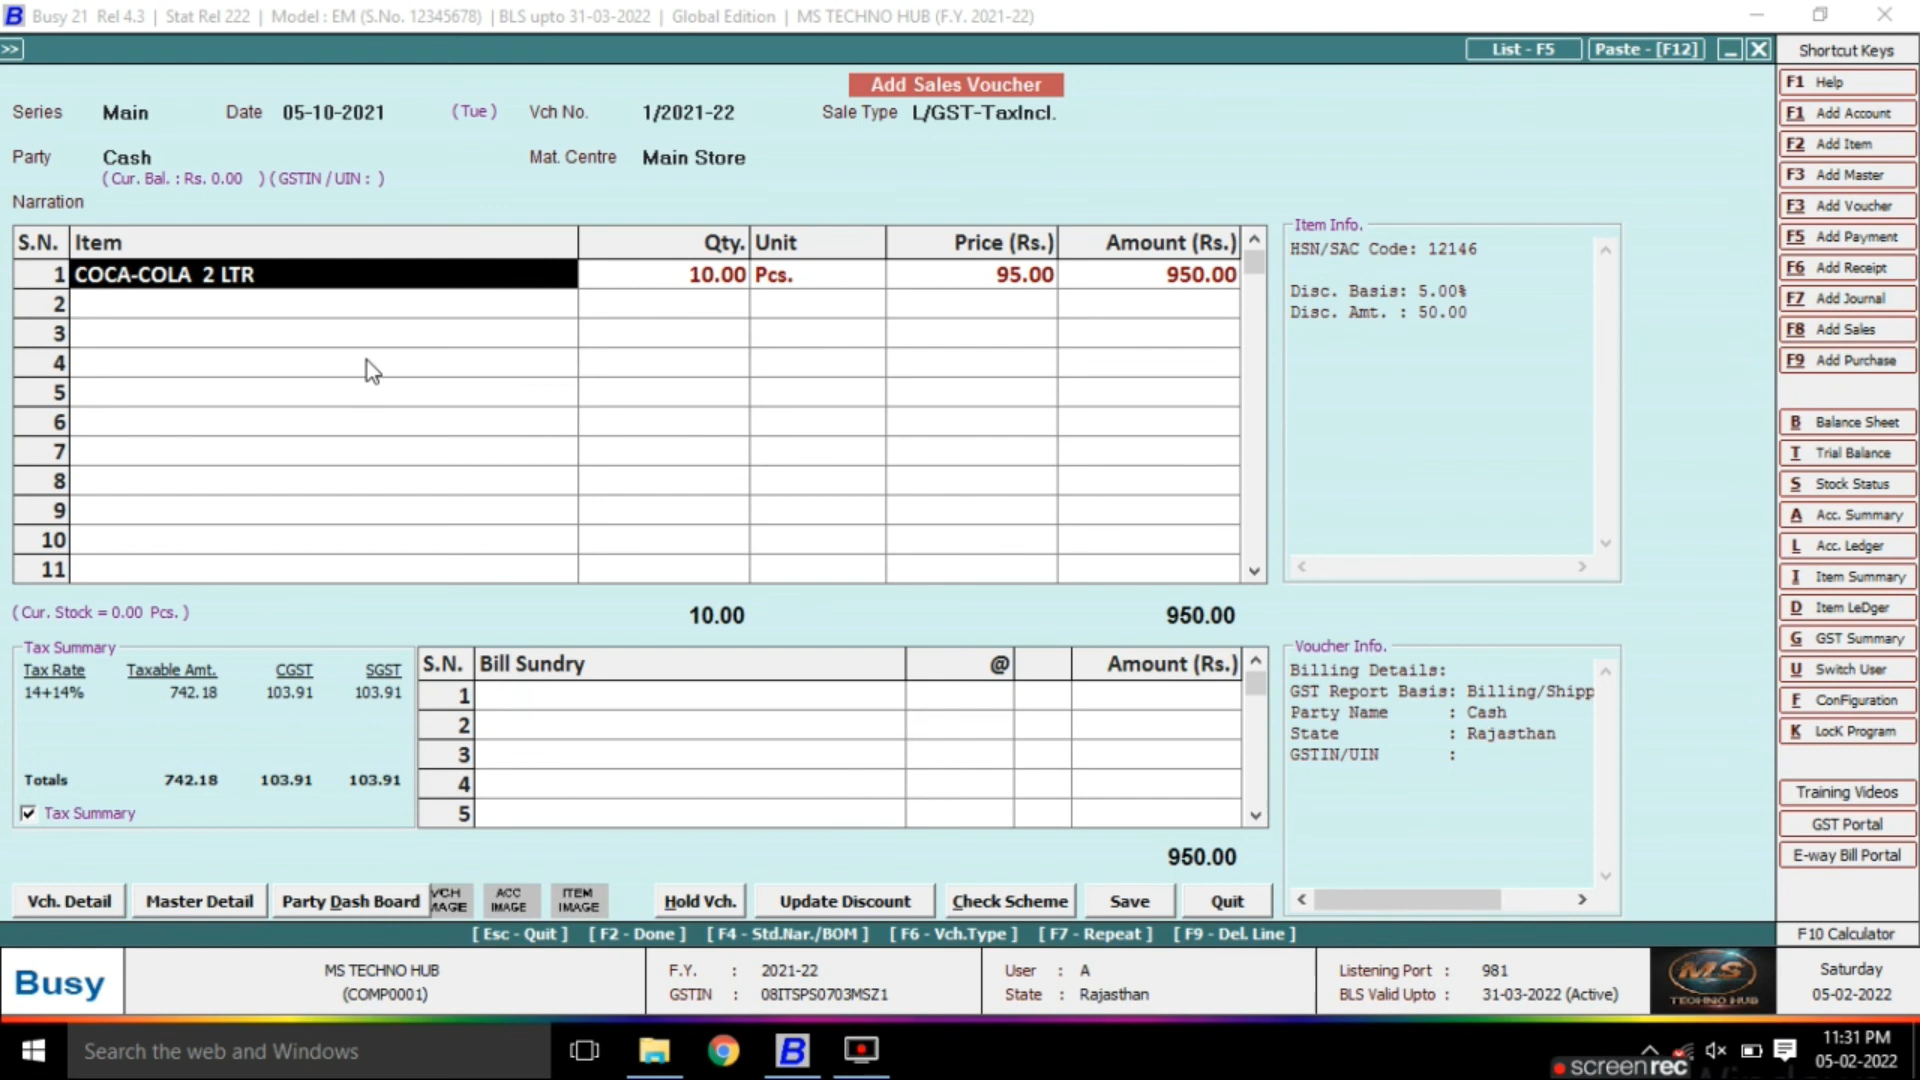 Busy 21 Rel 4.3 | Stat Rel 222 | Model : EM (S.No. 12345678) | BLS upto 31-03-2022 | Global Edition | MS TECHNO HUB (F.Y. 2021-22)
>> List - F5 Paste - [F12] Shortcut Keys
Add Sales Voucher
Series Main Date 05-10-2021 (Tue) Vch No. 1/2021-22 Sale Type L/GST-TaxIncl.
Party Cash Mat. Centre Main Store
( Cur. Bal. : Rs. 0.00 ) ( GSTIN / UIN : )
Narration
S.N. Item Qty. Unit Price (Rs.) Amount (Rs.)
1 COCA-COLA 2 LTR 10.00 Pcs. 95.00 950.00
2
3
4
5
6
7
8
9
10
11
( Cur. Stock = 0.00 Pcs. ) 10.00 950.00
Item Info.
HSN/SAC Code: 12146
Disc. Basis: 5.00%
Disc. Amt. : 50.00
Tax Summary
Tax Rate Taxable Amt. CGST SGST
14+14% 742.18 103.91 103.91
Totals 742.18 103.91 103.91
Tax Summary
S.N. Bill Sundry @ Amount (Rs.)
1
2
3
4
5
950.00
Voucher Info.
Billing Details:
GST Report Basis: Billing/Shipp
Party Name : Cash
State : Rajasthan
GSTIN/UIN :
Vch. Detail Master Detail Party Dash Board VCH IMAGE ACC IMAGE ITEM IMAGE Hold Vch. Update Discount Check Scheme Save Quit
[ Esc - Quit ] [ F2 - Done ] [ F4 - Std.Nar./BOM ] [ F6 - Vch.Type ] [ F7 - Repeat ] [ F9 - Del. Line ]
F1 Help
F1 Add Account
F2 Add Item
F3 Add Master
F3 Add Voucher
F5 Add Payment
F6 Add Receipt
F7 Add Journal
F8 Add Sales
F9 Add Purchase
B Balance Sheet
T Trial Balance
S Stock Status
A Acc. Summary
L Acc. Ledger
I Item Summary
D Item LeDger
G GST Summary
U Switch User
F ConFiguration
K LocK Program
Training Videos
GST Portal
E-way Bill Portal
F10 Calculator
Busy
MS TECHNO HUB
(COMP0001)
F.Y. : 2021-22
GSTIN : 08ITSPS0703MSZ1
User : A
State : Rajasthan
Listening Port : 981
BLS Valid Upto : 31-03-2022 (Active)
MS
TECHNO HUB
Saturday
05-02-2022
Search the web and Windows
11:31 PM
05-02-2022
screenrec